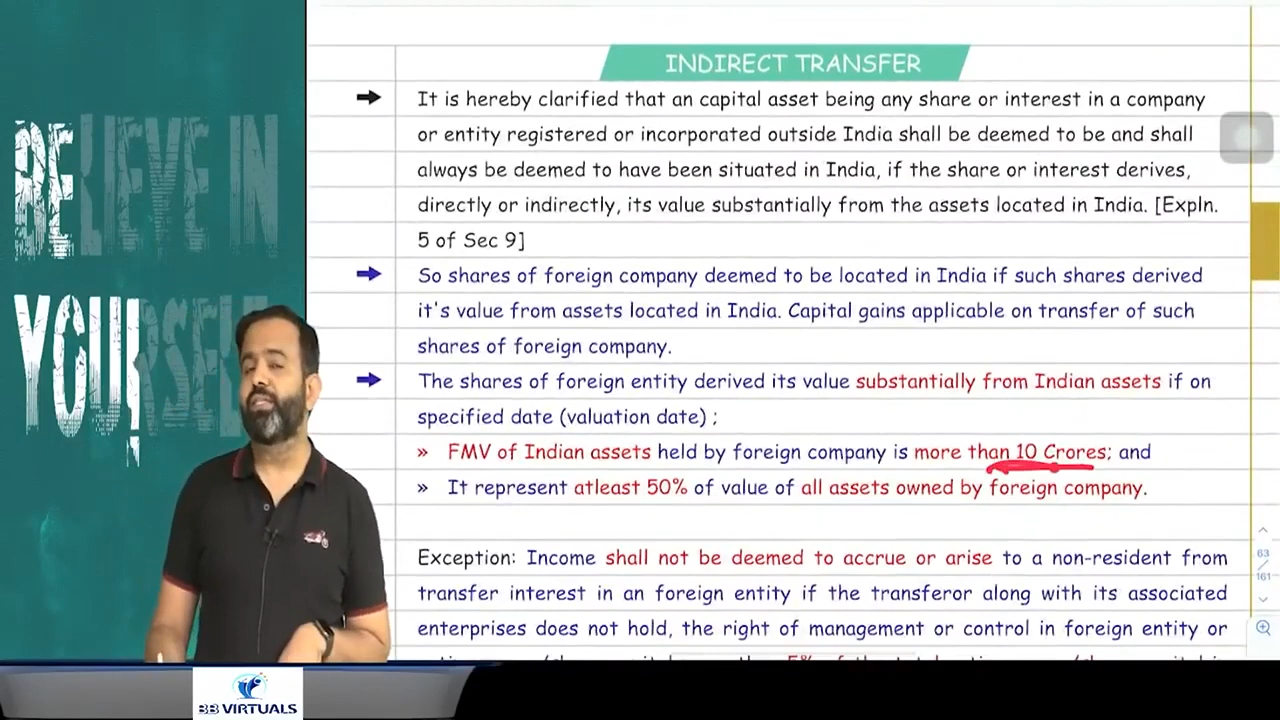 BELIEVE IN
YOURSELF
INDIRECT TRANSFER
It is hereby clarified that an capital asset being any share or interest in a company
or entity registered or incorporated outside India shall be deemed to be and shall
always be deemed to have been situated in India, if the share or interest derives,
directly or indirectly, its value substantially from the assets located in India. [Expln.
5 of Sec 9]
So shares of foreign company deemed to be located in India if such shares derived
it's value from assets located in India. Capital gains applicable on transfer of such
shares of foreign company.
The shares of foreign entity derived its value substantially from Indian assets if on
specified date (valuation date) ;
» FMV of Indian assets held by foreign company is more than 10 Crores; and
» It represent atleast 50% of value of all assets owned by foreign company.
Exception: Income shall not be deemed to accrue or arise to a non-resident from
transfer interest in an foreign entity if the transferor along with its associated
enterprises does not hold, the right of management or control in foreign entity or
63
/
161
BB VIRTUALS